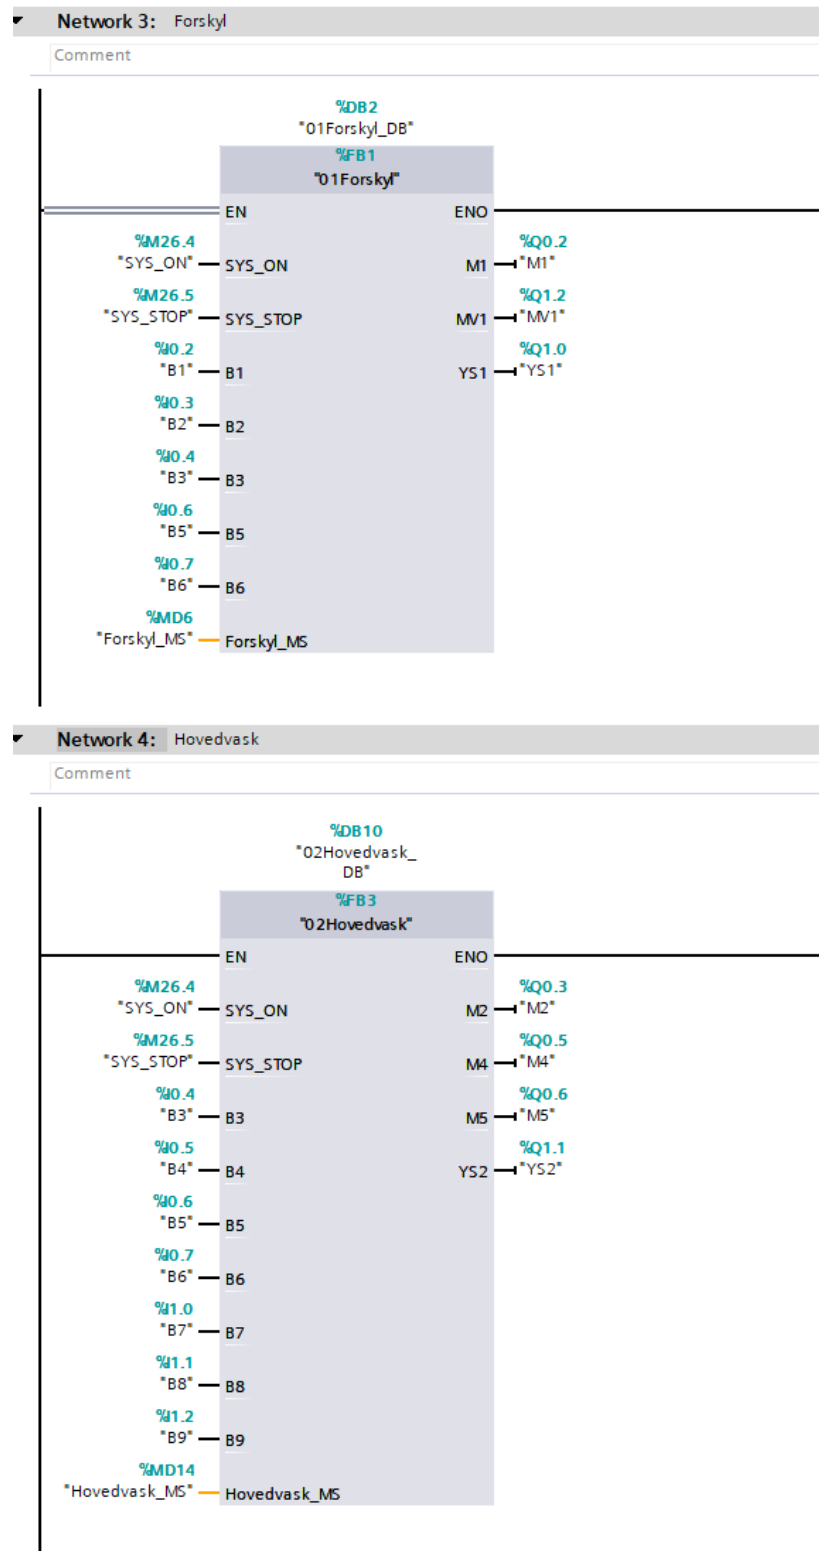 Network 3: Forskyl
Comment
%DB2
"01Forskyl_DB"
%FB1
"01Forskyl"
EN ENO
%M26.4
"SYS_ON" SYS_ON
%Q0.2
M1 "M1"
%M26.5
"SYS_STOP" SYS_STOP
%Q1.2
MV1 "MV1"
%I0.2
"B1" B1
%Q1.0
YS1 "YS1"
%I0.3
"B2" B2
%I0.4
"B3" B3
%I0.6
"B5" B5
%I0.7
"B6" B6
%MD6
"Forskyl_MS" Forskyl_MS
Network 4: Hovedvask
Comment
%DB10
"02Hovedvask_
DB"
%FB3
"02Hovedvask"
EN ENO
%M26.4
"SYS_ON" SYS_ON
%Q0.3
M2 "M2"
%M26.5
"SYS_STOP" SYS_STOP
%Q0.5
M4 "M4"
%I0.4
"B3" B3
%Q0.6
M5 "M5"
%I0.5
"B4" B4
%Q1.1
YS2 "YS2"
%I0.6
"B5" B5
%I0.7
"B6" B6
%I1.0
"B7" B7
%I1.1
"B8" B8
%I1.2
"B9" B9
%MD14
"Hovedvask_MS" Hovedvask_MS